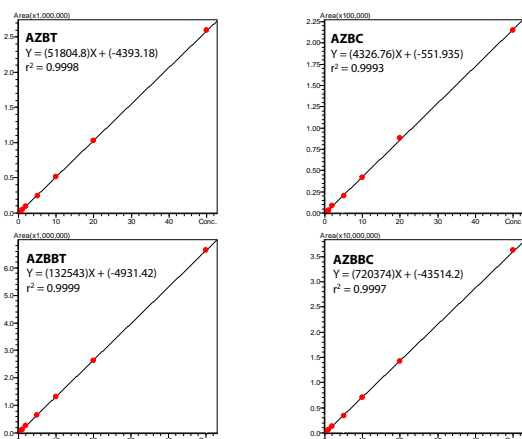 Area(x1,000,000)
AZBT
Y = (51804.8)X + (-4393.18)
r² = 0.9998
2.5
2.0
1.5
1.0
0.5
0.0
0 10 20 30 40 Conc.
Area(x100,000)
2.25
AZBC
Y = (4326.76)X + (-551.935)
r² = 0.9993
2.00
1.75
1.50
1.25
1.00
0.75
0.50
0.25
0.00
0 10 20 30 40 Conc.
Area(x1,000,000)
AZBBT
Y = (132543)X + (-4931.42)
r² = 0.9999
6.0
5.0
4.0
3.0
2.0
1.0
0.0
Area(x10,000,000)
AZBBC
Y = (720374)X + (-43514.2)
r² = 0.9997
3.5
3.0
2.5
2.0
1.5
1.0
0.5
0.0